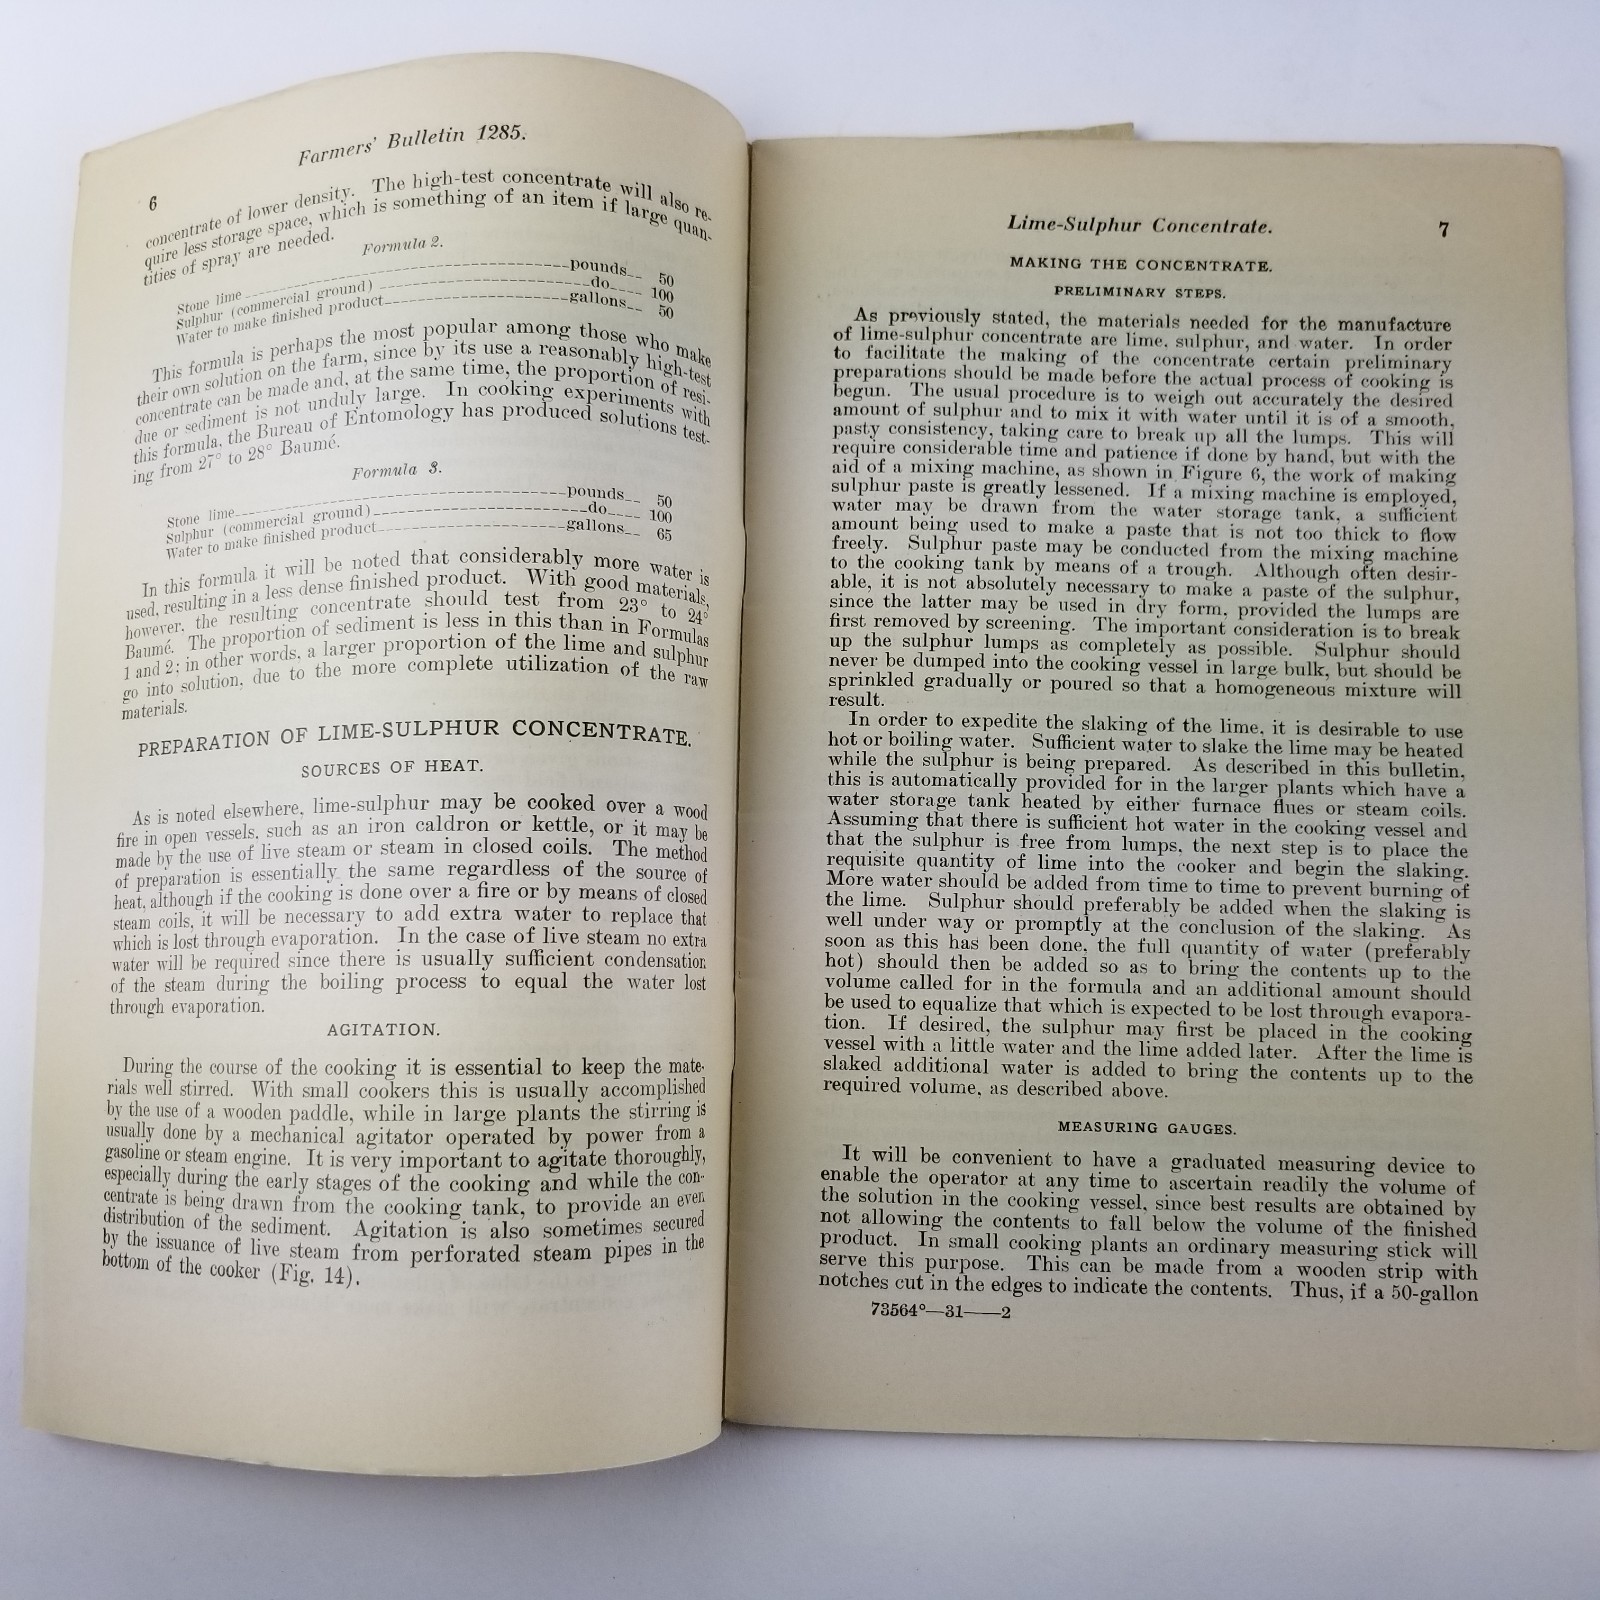 6
Farmers' Bulletin 1285.
concentrate of lower density. The high-test concentrate will also re-
quire less storage space, which is something of an item if large quan-
tities of spray are needed.
Formula 2.
Stone lime pounds 50
Sulphur (commercial ground) do 100
Water to make finished product gallons 50
This formula is perhaps the most popular among those who make
their own solution on the farm, since by its use a reasonably high-test
concentrate can be made and, at the same time, the proportion of resi-
due or sediment is not unduly large. In cooking experiments with
this formula, the Bureau of Entomology has produced solutions test-
ing from 27° to 28° Baumé.
Formula 3.
Stone lime pounds 50
Sulphur (commercial ground) do 100
Water to make finished product gallons 65
In this formula it will be noted that considerably more water is
used, resulting in a less dense finished product. With good materials,
however, the resulting concentrate should test from 23° to 24°
Baumé. The proportion of sediment is less in this than in Formulas
1 and 2; in other words, a larger proportion of the lime and sulphur
go into solution, due to the more complete utilization of the raw
materials.
PREPARATION OF LIME-SULPHUR CONCENTRATE.
SOURCES OF HEAT.
As is noted elsewhere, lime-sulphur may be cooked over a wood
fire in open vessels, such as an iron caldron or kettle, or it may be
made by the use of live steam or steam in closed coils. The method
of preparation is essentially the same regardless of the source of
heat, although if the cooking is done over a fire or by means of closed
steam coils, it will be necessary to add extra water to replace that
which is lost through evaporation. In the case of live steam no extra
water will be required since there is usually sufficient condensation
of the steam during the boiling process to equal the water lost
through evaporation.
AGITATION.
During the course of the cooking it is essential to keep the mate-
rials well stirred. With small cookers this is usually accomplished
by the use of a wooden paddle, while in large plants the stirring is
usually done by a mechanical agitator operated by power from a
gasoline or steam engine. It is very important to agitate thoroughly,
especially during the early stages of the cooking and while the con-
centrate is being drawn from the cooking tank, to provide an even
distribution of the sediment. Agitation is also sometimes secured
by the issuance of live steam from perforated steam pipes in the
bottom of the cooker (Fig. 14).
Lime-Sulphur Concentrate. 7
MAKING THE CONCENTRATE.
PRELIMINARY STEPS.
As previously stated, the materials needed for the manufacture
of lime-sulphur concentrate are lime, sulphur, and water. In order
to facilitate the making of the concentrate certain preliminary
preparations should be made before the actual process of cooking is
begun. The usual procedure is to weigh out accurately the desired
amount of sulphur and to mix it with water until it is of a smooth,
pasty consistency, taking care to break up all the lumps. This will
require considerable time and patience if done by hand, but with the
aid of a mixing machine, as shown in Figure 6, the work of making
sulphur paste is greatly lessened. If a mixing machine is employed,
water may be drawn from the water storage tank, a sufficient
amount being used to make a paste that is not too thick to flow
freely. Sulphur paste may be conducted from the mixing machine
to the cooking tank by means of a trough. Although often desir-
able, it is not absolutely necessary to make a paste of the sulphur,
since the latter may be used in dry form, provided the lumps are
first removed by screening. The important consideration is to break
up the sulphur lumps as completely as possible. Sulphur should
never be dumped into the cooking vessel in large bulk, but should be
sprinkled gradually or poured so that a homogeneous mixture will
result.
In order to expedite the slaking of the lime, it is desirable to use
hot or boiling water. Sufficient water to slake the lime may be heated
while the sulphur is being prepared. As described in this bulletin,
this is automatically provided for in the larger plants which have a
water storage tank heated by either furnace flues or steam coils.
Assuming that there is sufficient hot water in the cooking vessel and
that the sulphur is free from lumps, the next step is to place the
requisite quantity of lime into the cooker and begin the slaking.
More water should be added from time to time to prevent burning of
the lime. Sulphur should preferably be added when the slaking is
well under way or promptly at the conclusion of the slaking. As
soon as this has been done, the full quantity of water (preferably
hot) should then be added so as to bring the contents up to the
volume called for in the formula and an additional amount should
be used to equalize that which is expected to be lost through evapora-
tion. If desired, the sulphur may first be placed in the cooking
vessel with a little water and the lime added later. After the lime is
slaked additional water is added to bring the contents up to the
required volume, as described above.
MEASURING GAUGES.
It will be convenient to have a graduated measuring device to
enable the operator at any time to ascertain readily the volume of
the solution in the cooking vessel, since best results are obtained by
not allowing the contents to fall below the volume of the finished
product. In small cooking plants an ordinary measuring stick will
serve this purpose. This can be made from a wooden strip with
notches cut in the edges to indicate the contents. Thus, if a 50-gallon
73564°—31——2